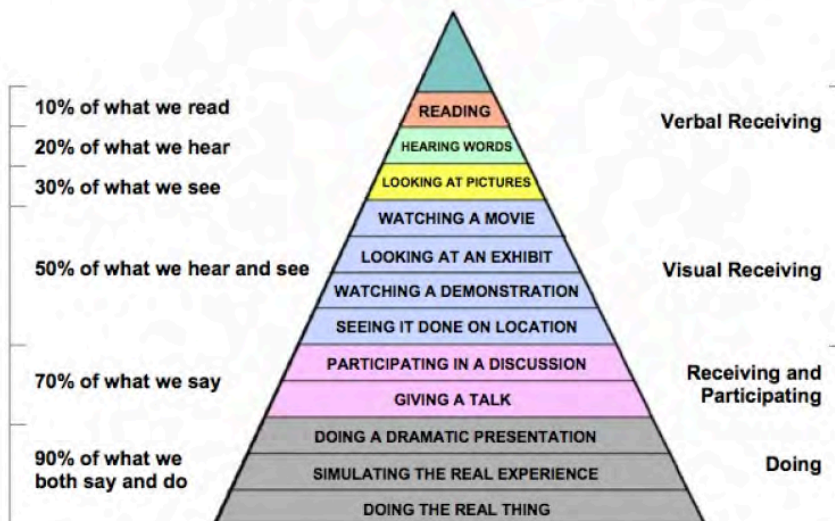 10% of what we read
20% of what we hear
30% of what we see
50% of what we hear and see
70% of what we say
90% of what we
both say and do
READING
HEARING WORDS
LOOKING AT PICTURES
WATCHING A MOVIE
LOOKING AT AN EXHIBIT
WATCHING A DEMONSTRATION
SEEING IT DONE ON LOCATION
PARTICIPATING IN A DISCUSSION
GIVING A TALK
DOING A DRAMATIC PRESENTATION
SIMULATING THE REAL EXPERIENCE
DOING THE REAL THING
Verbal Receiving
Visual Receiving
Receiving and
Participating
Doing